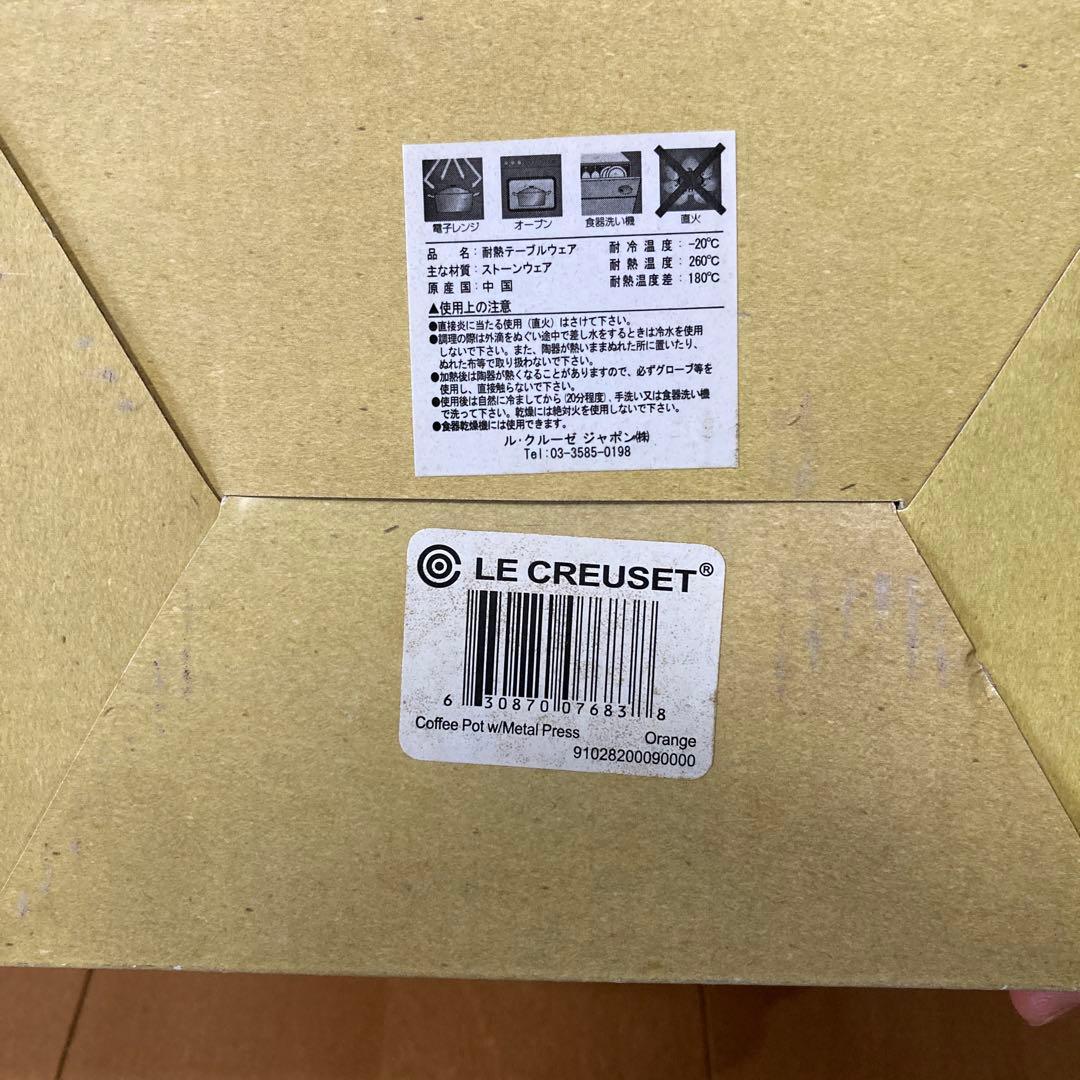 電子レンジ オーブン 食器洗い機 直火
品名：耐熱テーブルウェア 耐冷温度：-20℃
主な材質：ストーンウェア 耐熱温度：260℃
原産国：中国 耐熱温度差：180℃
▲使用上の注意
●直接炎に当たる使用（直火）はさけて下さい。
●調理の際は外滴をぬぐい途中で差し水をするときは冷水を使用
しないで下さい。また、陶器が熱いままぬれた所に置いたり、
ぬれた布等で取り扱わないで下さい。
●加熱後は陶器が熱くなることがありますので、必ずグローブ等を
使用し、直接触らないで下さい。
●使用後は自然に冷ましてから（20分程度）、手洗い又は食器洗い機
で洗って下さい。乾燥には絶対火を使用しないで下さい。
●食器乾燥機には使用できます。
ル・クルーゼ ジャポン㈱
Tel:03-3585-0198
LE CREUSET®
6 30870 07683 8
Coffee Pot w/Metal Press Orange
91028200090000